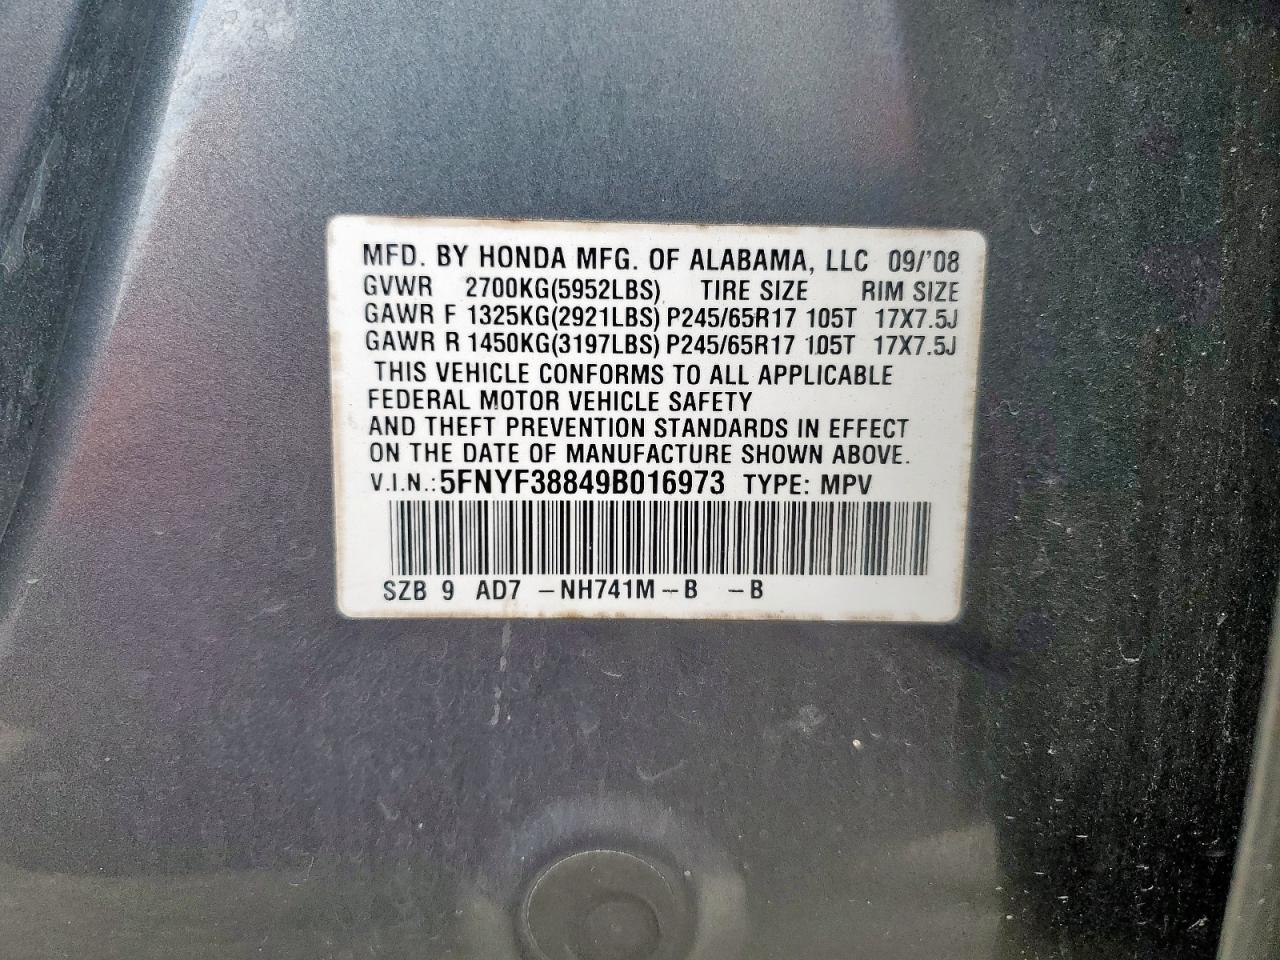 MFD. BY HONDA MFG. OF ALABAMA, LLC 09/'08
GVWR 2700KG(5952LBS) TIRE SIZE RIM SIZE
GAWR F 1325KG(2921LBS) P245/65R17 105T 17X7.5J
GAWR R 1450KG(3197LBS) P245/65R17 105T 17X7.5J
THIS VEHICLE CONFORMS TO ALL APPLICABLE
FEDERAL MOTOR VEHICLE SAFETY
AND THEFT PREVENTION STANDARDS IN EFFECT
ON THE DATE OF MANUFACTURE SHOWN ABOVE.
V.I.N.: 5FNYF38849B016973 TYPE: MPV
SZB 9 AD7 -NH741M-B -B